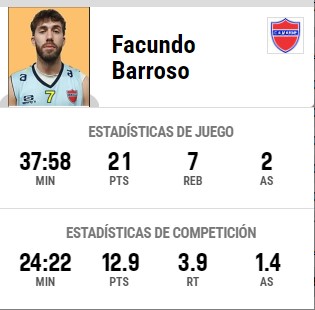 Facundo
Barroso
ESTADÍSTICAS DE JUEGO
37:58 21 7 2
MIN PTS REB AS
ESTADÍSTICAS DE COMPETICIÓN
24:22 12.9 3.9 1.4
MIN PTS RT AS
7